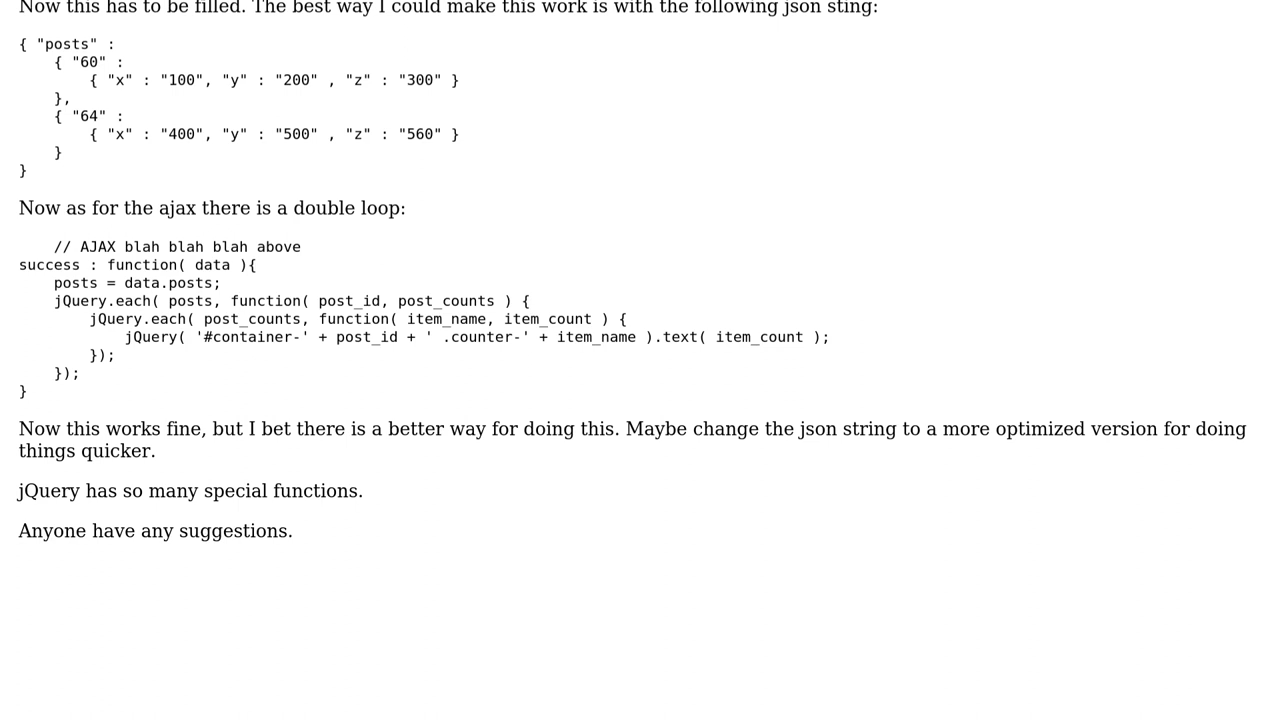 Now this has to be filled. The best way I could make this work is with the following json sting:
{ "posts" :
    { "60" :
        { "x" : "100", "y" : "200" , "z" : "300" }
    },
    { "64" :
        { "x" : "400", "y" : "500" , "z" : "560" }
    }
}
Now as for the ajax there is a double loop:
    // AJAX blah blah blah above
success : function( data ){
    posts = data.posts;
    jQuery.each( posts, function( post_id, post_counts ) {
        jQuery.each( post_counts, function( item_name, item_count ) {
            jQuery( '#container-' + post_id + ' .counter-' + item_name ).text( item_count );
        });
    });
}
Now this works fine, but I bet there is a better way for doing this. Maybe change the json string to a more optimized version for doing
things quicker.
jQuery has so many special functions.
Anyone have any suggestions.